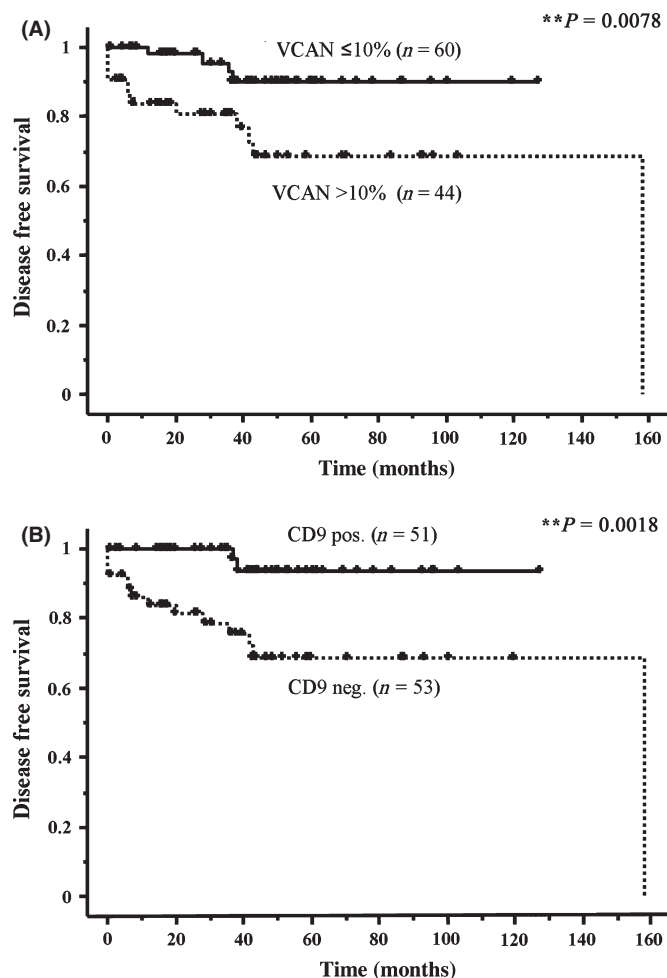 (A)
**P = 0.0078
VCAN ≤10% (n = 60)
VCAN >10% (n = 44)
Disease free survival
1
0.8
0.6
0.4
0.2
0
0 20 40 60 80 100 120 140 160
Time (months)
(B)
**P = 0.0018
CD9 pos. (n = 51)
CD9 neg. (n = 53)
Disease free survival
1
0.8
0.6
0.4
0.2
0
0 20 40 60 80 100 120 140 160
Time (months)